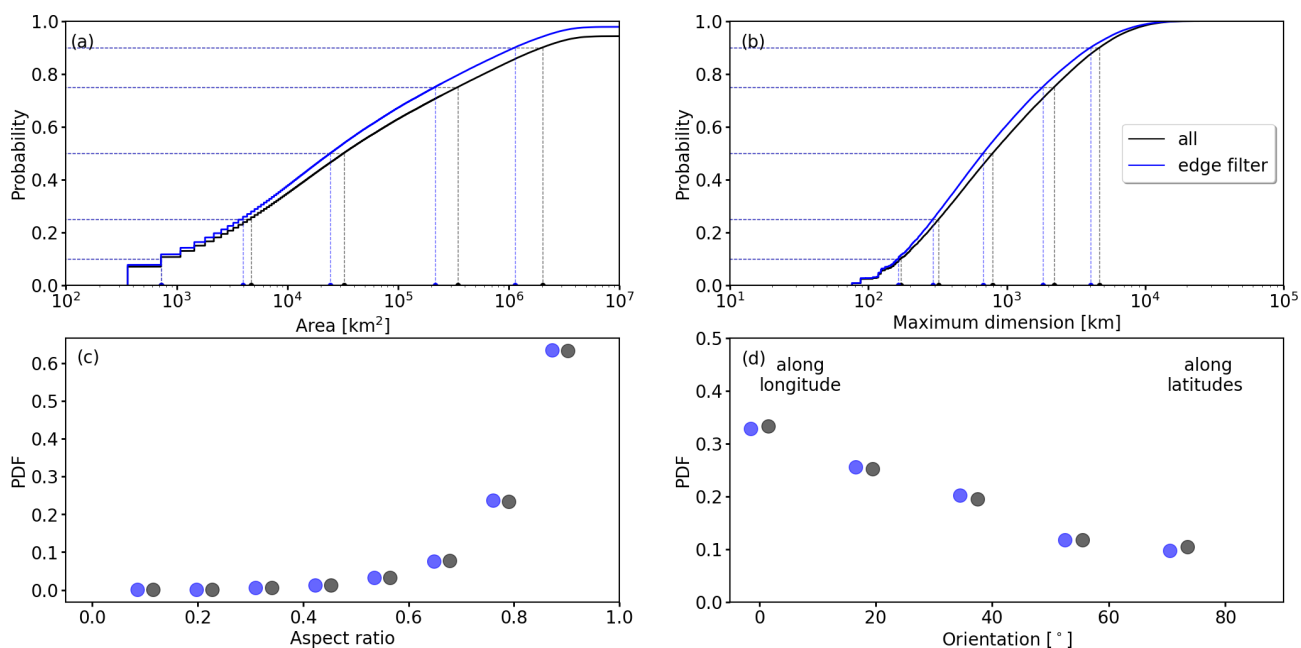 (a)
Probability
1.0
0.8
0.6
0.4
0.2
0.0
10² 10³ 10⁴ 10⁵ 10⁶ 10⁷
Area [km²]
(b)
Probability
1.0
0.8
0.6
0.4
0.2
0.0
all
edge filter
10¹ 10² 10³ 10⁴ 10⁵
Maximum dimension [km]
(c)
PDF
0.6
0.5
0.4
0.3
0.2
0.1
0.0
0.0 0.2 0.4 0.6 0.8 1.0
Aspect ratio
(d)
along
longitude
along
latitudes
PDF
0.5
0.4
0.3
0.2
0.1
0.0
0 20 40 60 80
Orientation [°]